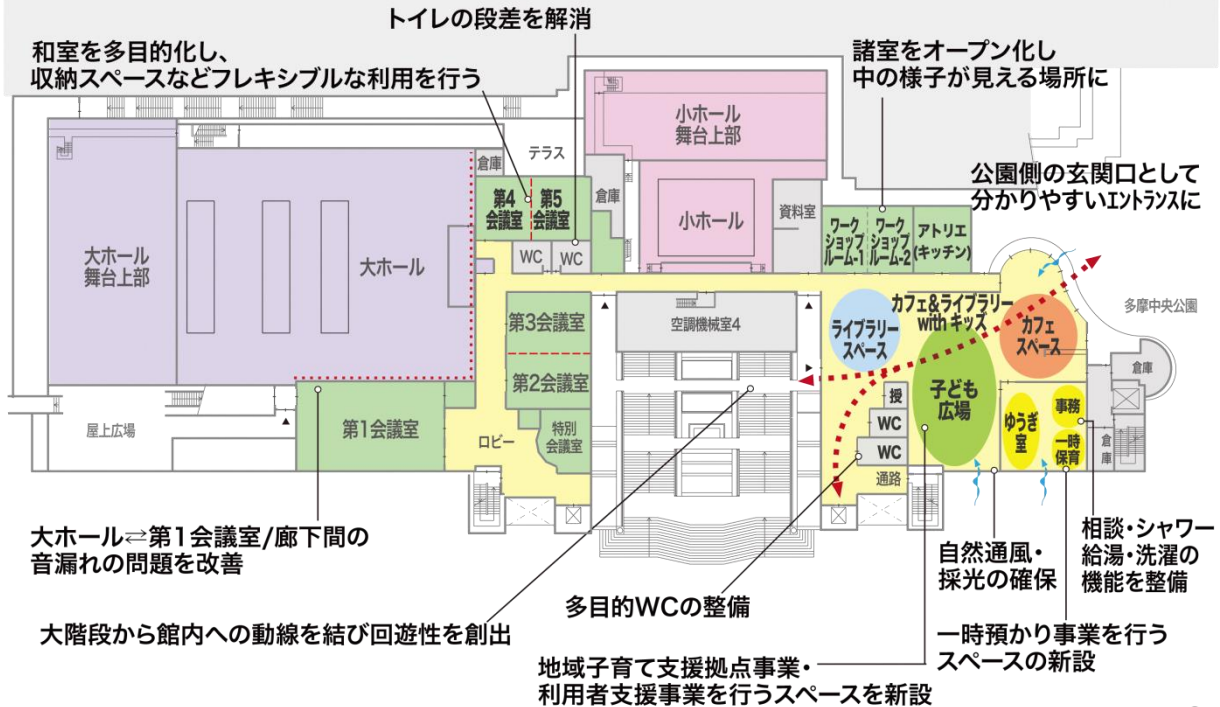 トイレの段差を解消
和室を多目的化し、
収納スペースなどフレキシブルな利用を行う
諸室をオープン化し
中の様子が見える場所に
公園側の玄関口として
分かりやすいエントランスに
小ホール
舞台上部
テラス
倉庫
倉庫
第4
会議室
第5
会議室
WC
WC
大ホール
舞台上部
大ホール
小ホール
資料室
ワーク
ショップ
ルーム-1
ワーク
ショップ
ルーム-2
アトリエ
(キッチン)
多摩中央公園
第3会議室
第2会議室
特別
会議室
空調機械室4
カフェ&ライブラリー
with キッズ
ライブラリー
スペース
カフェ
スペース
子ども
広場
倉庫
授
WC
WC
通路
ゆうぎ
室
事務
一時
保育
倉庫
屋上広場
第1会議室
ロビー
大ホール⇄第1会議室/廊下間の
音漏れの問題を改善
大階段から館内への動線を結び回遊性を創出
多目的WCの整備
地域子育て支援拠点事業・
利用者支援事業を行うスペースを新設
自然通風・
採光の確保
相談・シャワー
給湯・洗濯の
機能を整備
一時預かり事業を行う
スペースの新設